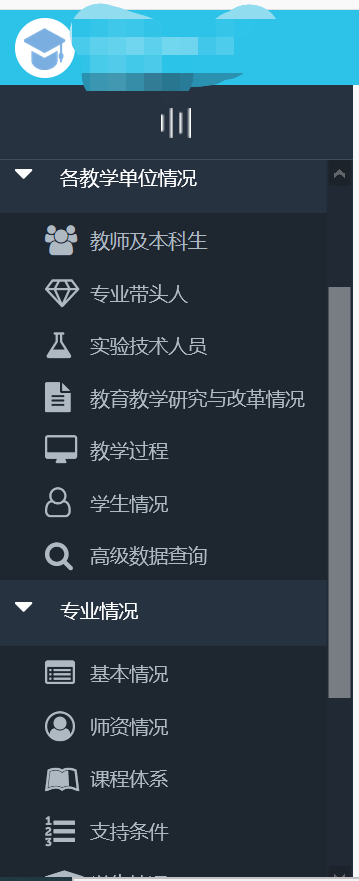 各教学单位情况
教师及本科生
专业带头人
实验技术人员
教育教学研究与改革情况
教学过程
学生情况
高级数据查询
专业情况
基本情况
师资情况
课程体系
支持条件